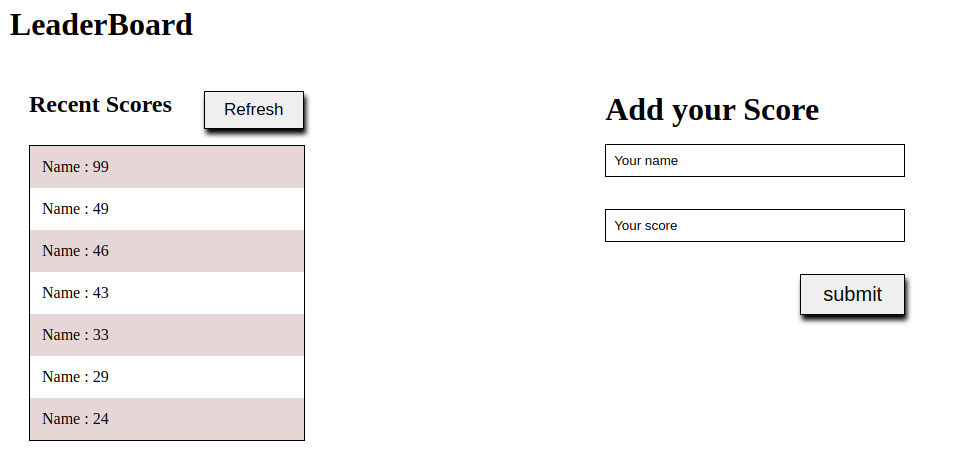 LeaderBoard
Recent Scores
Refresh
Name : 99
Name : 49
Name : 46
Name : 43
Name : 33
Name : 29
Name : 24
Add your Score
Your name
Your score
submit